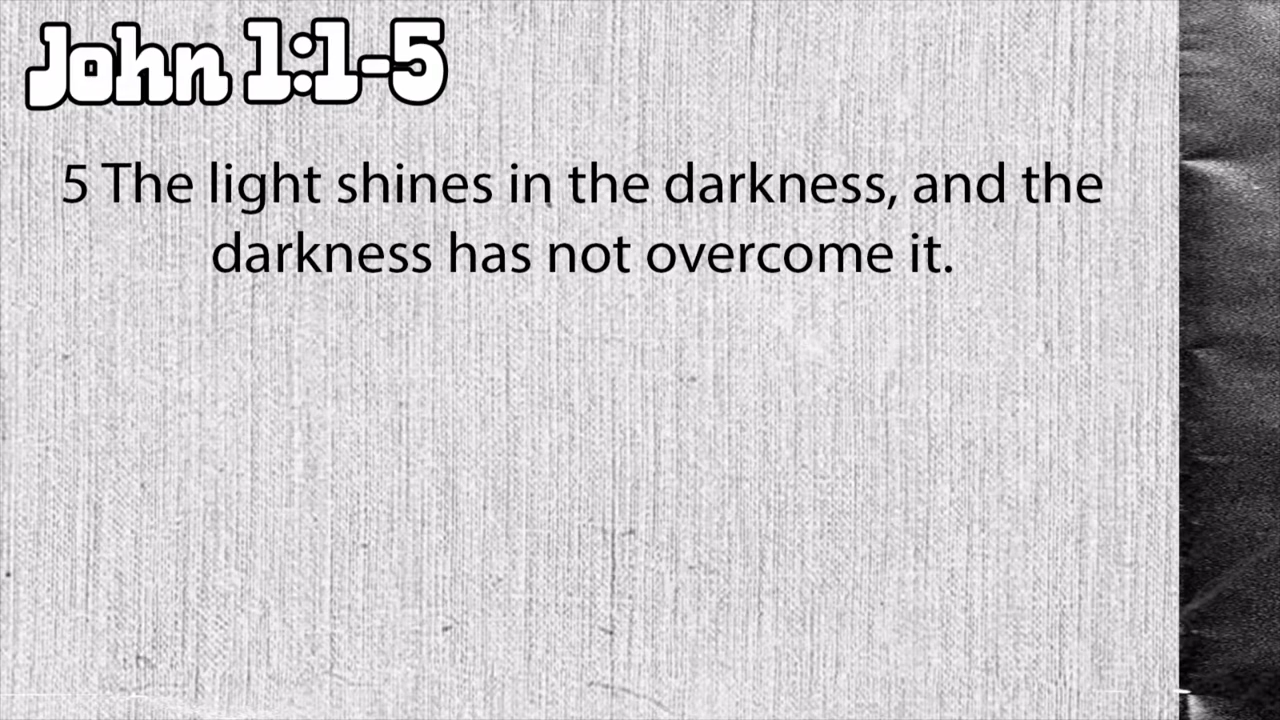 John 1:1-5
5 The light shines in the darkness, and the
darkness has not overcome it.